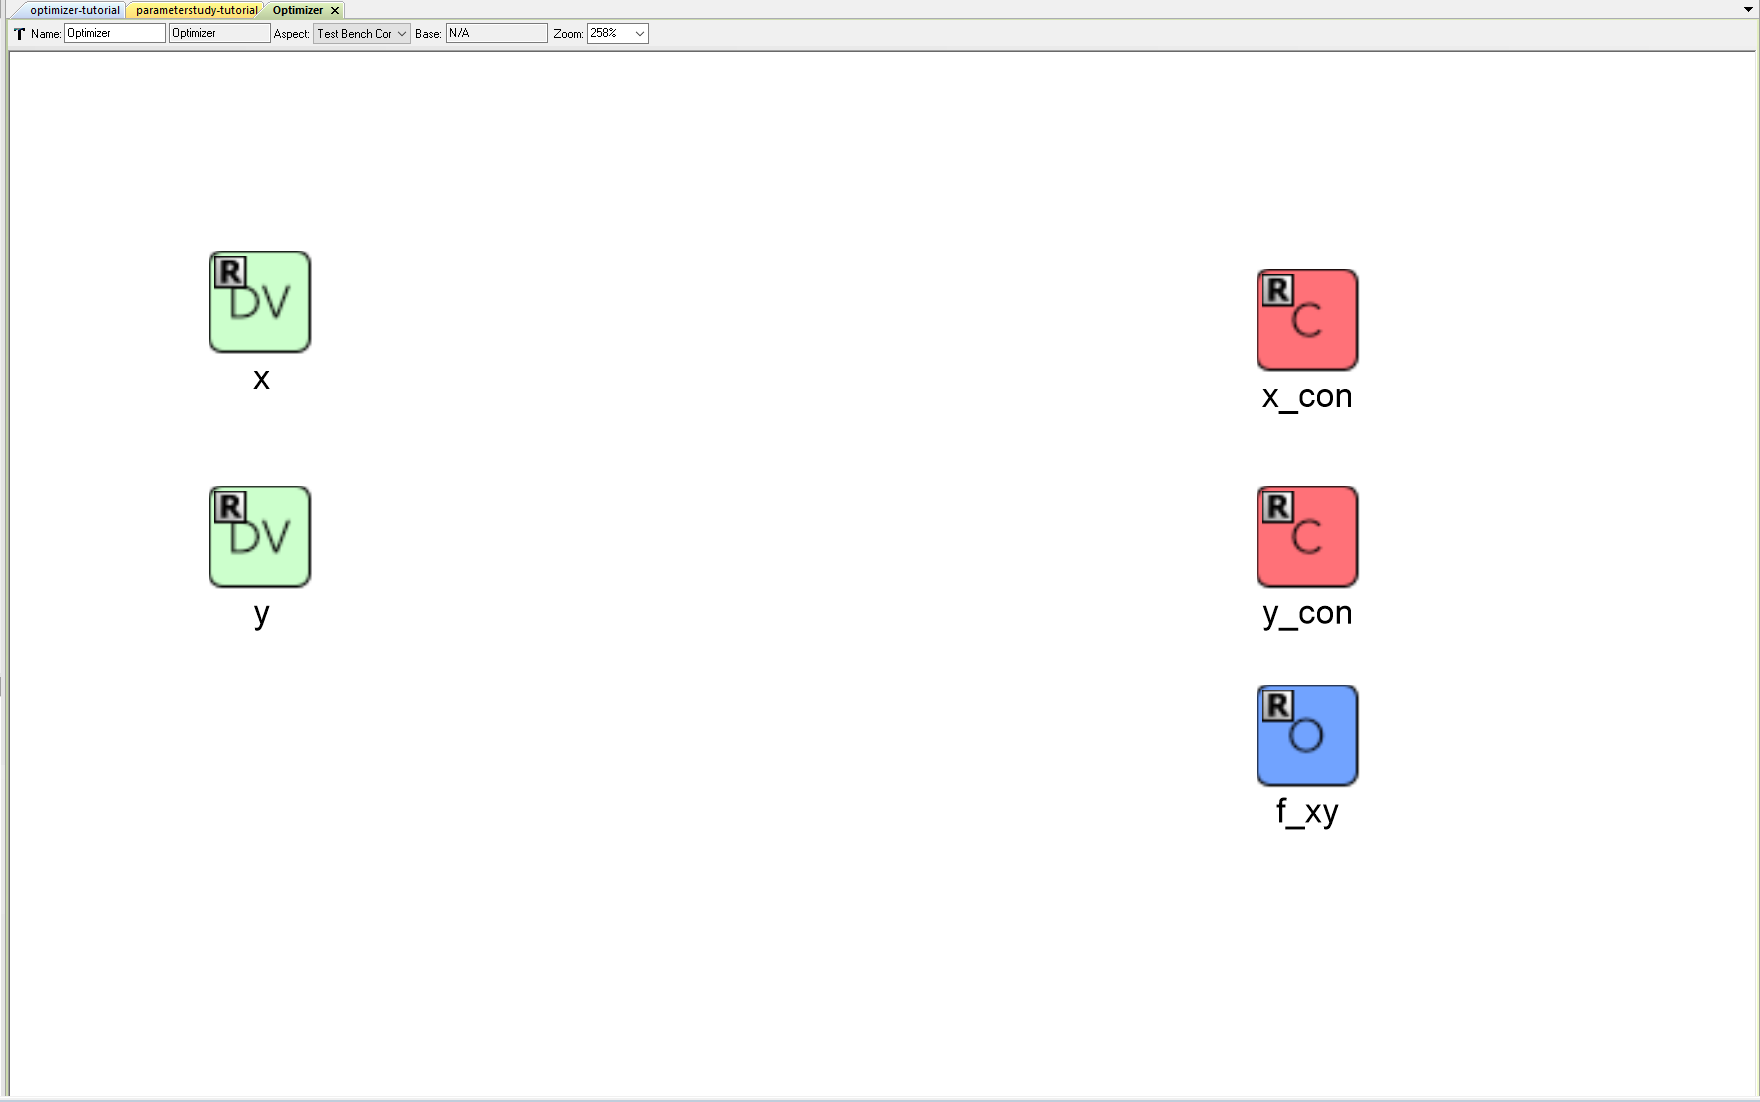 optimizer-tutorial parameterstudy-tutorial Optimizer
T Name: Optimizer Optimizer Aspect: Test Bench Cor Base: N/A Zoom: 258%
R DV
x
R C
x_con
R DV
y
R C
y_con
R O
f_xy